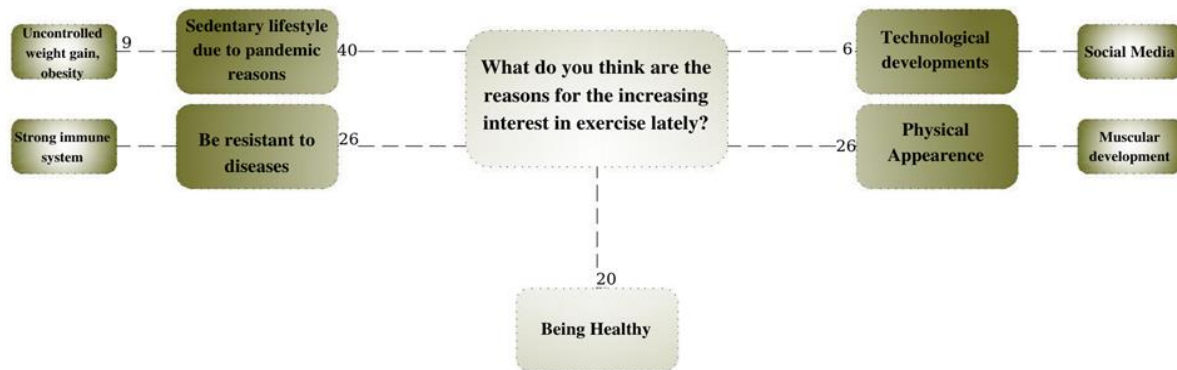 Uncontrolled
weight gain,
obesity
9
Sedentary lifestyle
due to pandemic
reasons
40
What do you think are the
reasons for the increasing
interest in exercise lately?
6
Technological
developments
Social Media
Strong immune
system
Be resistant to
diseases
26
26
Physical
Appearence
Muscular
development
20
Being Healthy